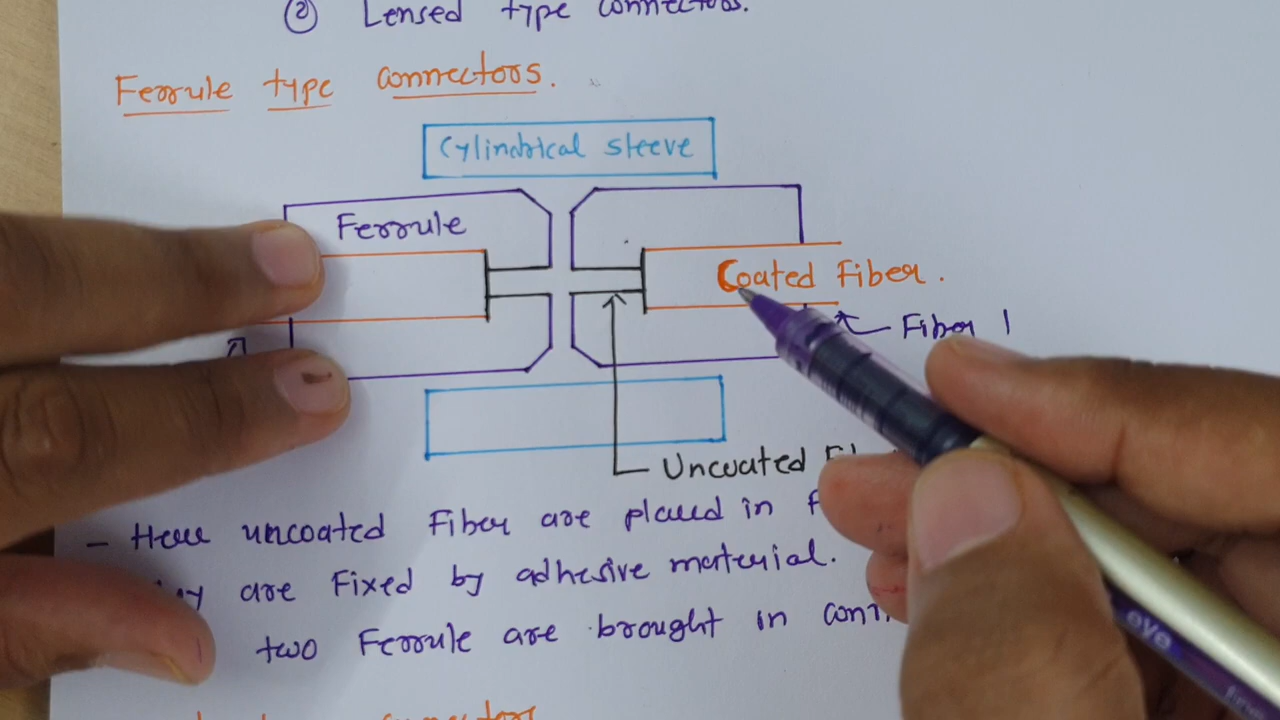 ② Lensed type connectors.
Ferrule type connectors.
Cylindrical sleeve
Ferrule
Coated Fiber.
Fiber 1
Uncoated
- Here uncoated Fiber are placed in
are Fixed by adhesive material.
two Ferrule are brought in
connectors